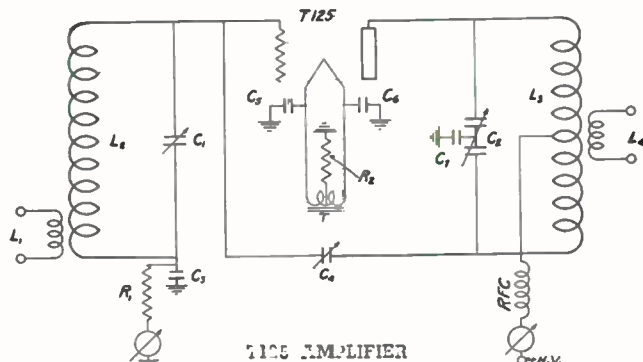 T125
C5
C6
L2
C1
C7
C2
L3
L4
R2
T
L1
R1
C3
C4
RFC
T125 AMPLIFIER
+H.V.